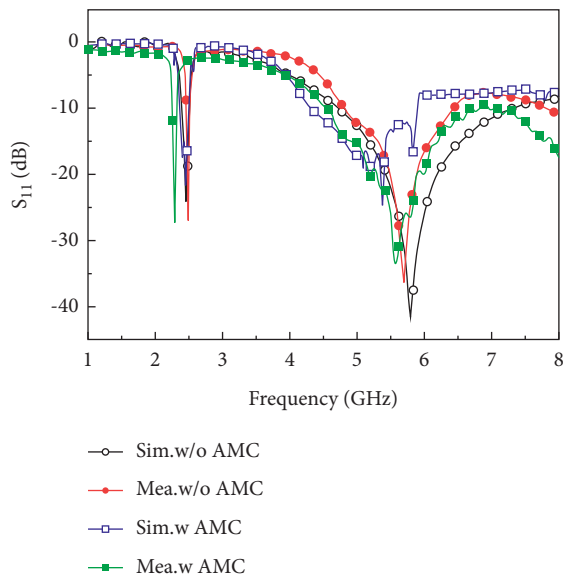 0
-10
-20
-30
-40
S11 (dB)
1 2 3 4 5 6 7 8
Frequency (GHz)
Sim.w/o AMC
Mea.w/o AMC
Sim.w AMC
Mea.w AMC